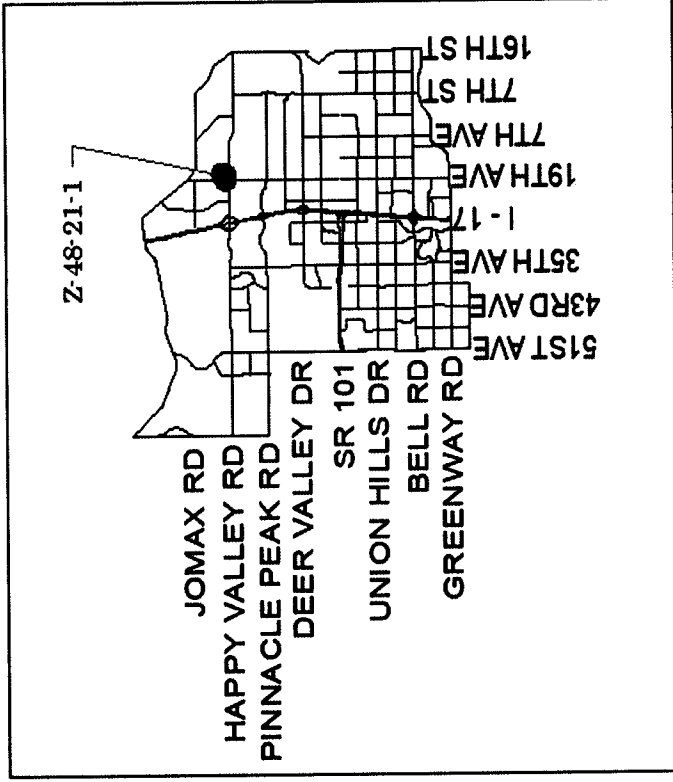 Z-48-21-1
JOMAX RD
HAPPY VALLEY RD
PINNACLE PEAK RD
DEER VALLEY DR
SR 101
UNION HILLS DR
BELL RD
GREENWAY RD
51ST AVE
43RD AVE
35TH AVE
I - 17
19TH AVE
7TH AVE
7TH ST
16TH ST